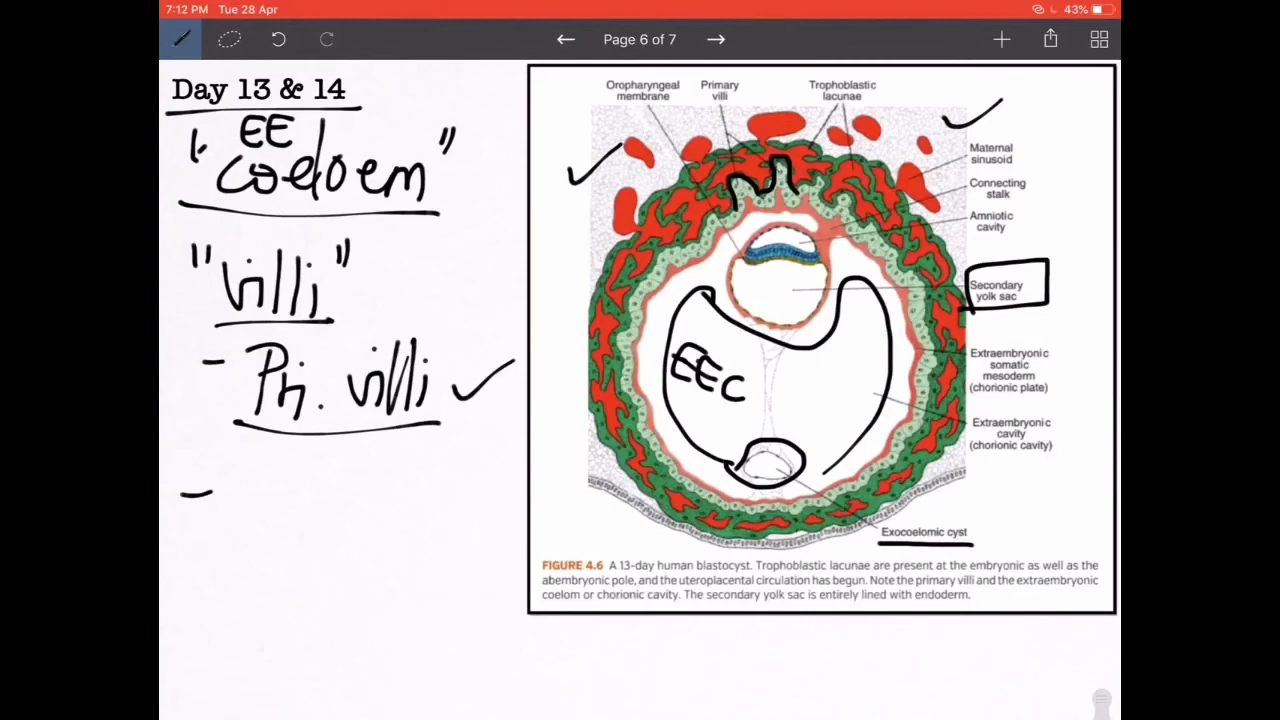 7:12 PM Tue 28 Apr
43%
Page 6 of 7
Day 13 & 14
EE
"coeloem"
"villi"
- Pri. villi ✓
-
Oropharyngeal
membrane
Primary
villi
Trophoblastic
lacunae
Maternal
sinusoid
Connecting
stalk
Amniotic
cavity
Secondary
yolk sac
Extraembryonic
somatic
mesoderm
(chorionic plate)
Extraembryonic
cavity
(chorionic cavity)
Exocoelomic cyst
EEC
FIGURE 4.6 A 13-day human blastocyst. Trophoblastic lacunae are present at the embryonic as well as the
abembryonic pole, and the uteroplacental circulation has begun. Note the primary villi and the extraembryonic
coelom or chorionic cavity. The secondary yolk sac is entirely lined with endoderm.